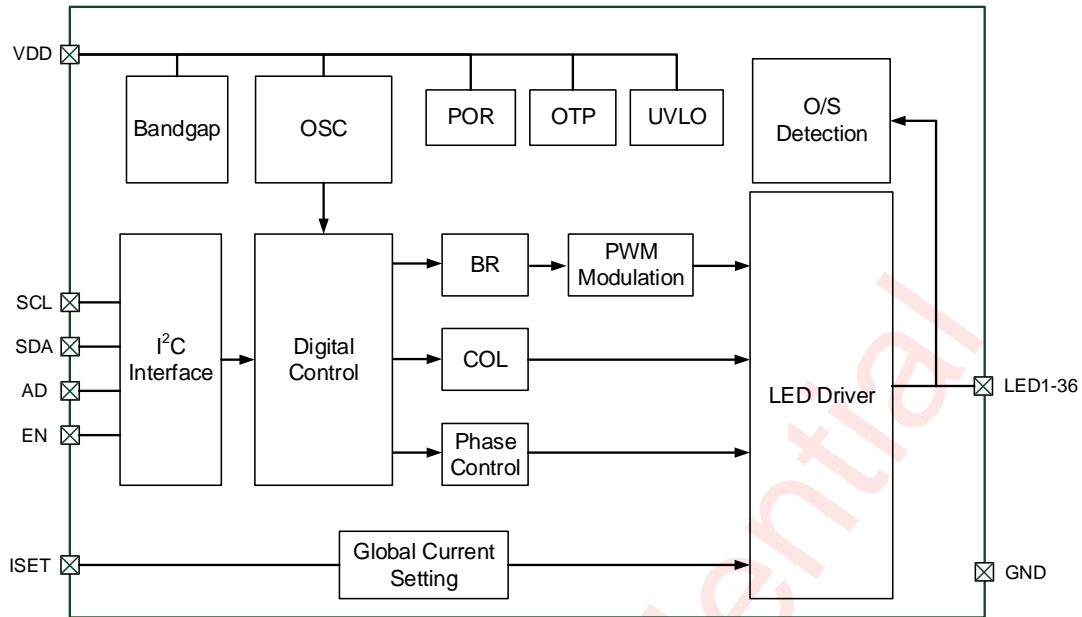 VDD
Bandgap
OSC
POR
OTP
UVLO
O/S
Detection
SCL
SDA
AD
EN
I²C
Interface
Digital
Control
BR
PWM
Modulation
COL
Phase
Control
LED Driver
LED1-36
ISET
Global Current
Setting
GND
dential